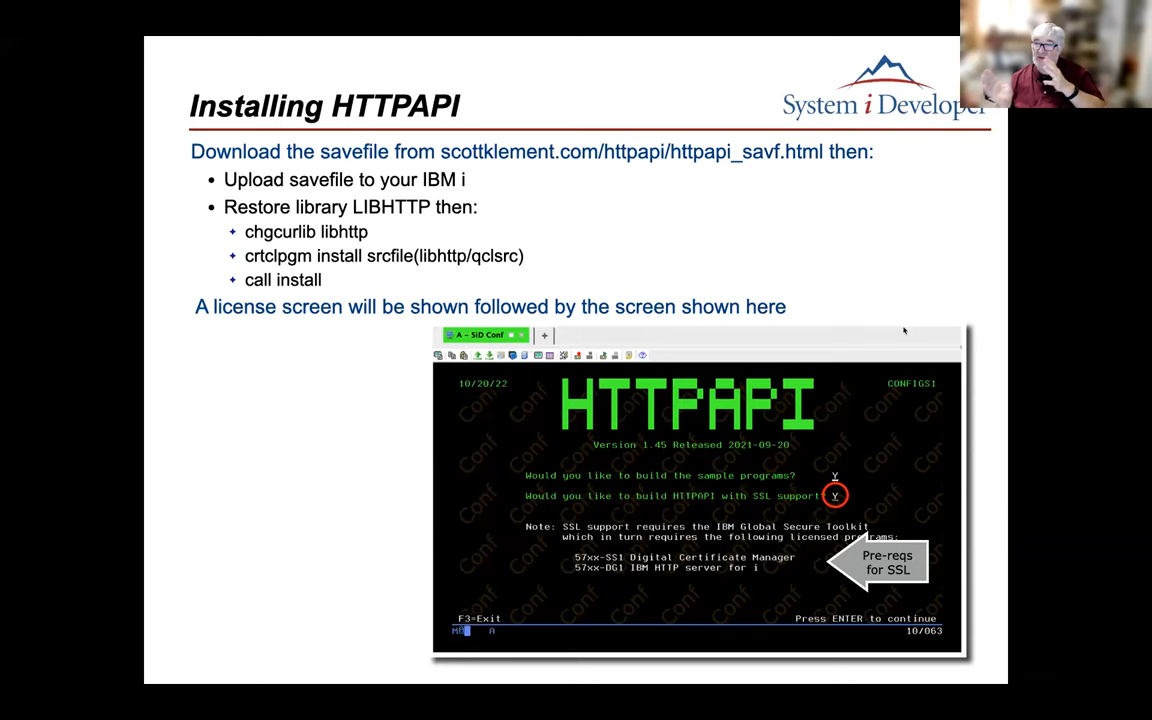 Installing HTTPAPI
System i Developer
Download the savefile from scottklement.com/httpapi/httpapi_savf.html then:
• Upload savefile to your IBM i
• Restore library LIBHTTP then:
chgcurlib libhttp
crtclpgm install srcfile(libhttp/qclsrc)
call install
A license screen will be shown followed by the screen shown here
A - SiD Conf
10/20/22
HTTPAPI
CONFIGS1
Version 1.45 Released 2021-09-20
Would you like to build the sample programs? Y
Would you like to build HTTPAPI with SSL support? Y
Note: SSL support requires the IBM Global Secure Toolkit
which in turn requires the following licensed programs:
57xx-SS1 Digital Certificate Manager
57xx-DG1 IBM HTTP server for i
Pre-reqs
for SSL
F3=Exit
Press ENTER to continue
A
10/063